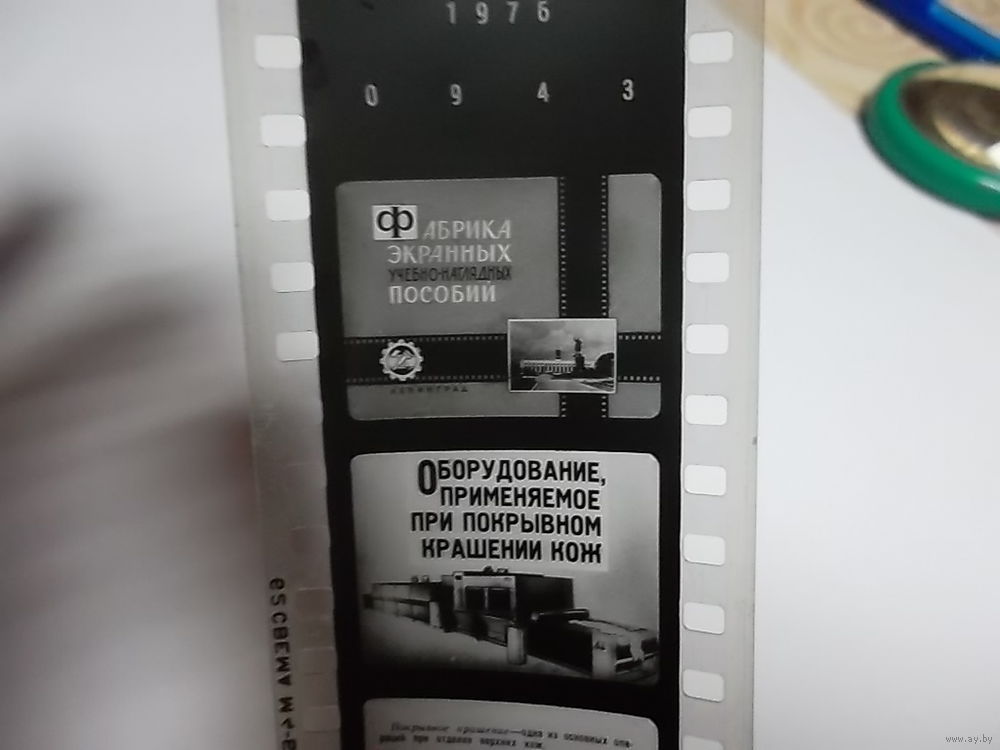 1976
0 9 4 3
ФАБРИКА
ЭКРАННЫХ
УЧЕБНО-НАГЛЯДНЫХ
ПОСОБИЙ
ЛЕНИНГРАД
ОБОРУДОВАНИЕ,
ПРИМЕНЯЕМОЕ
ПРИ ПОКРЫВНОМ
КРАШЕНИИ КОЖ
Покрывное крашение—одна из основных опе-
раций при отделке верхних кож.
СВЕМА
www.ay.by